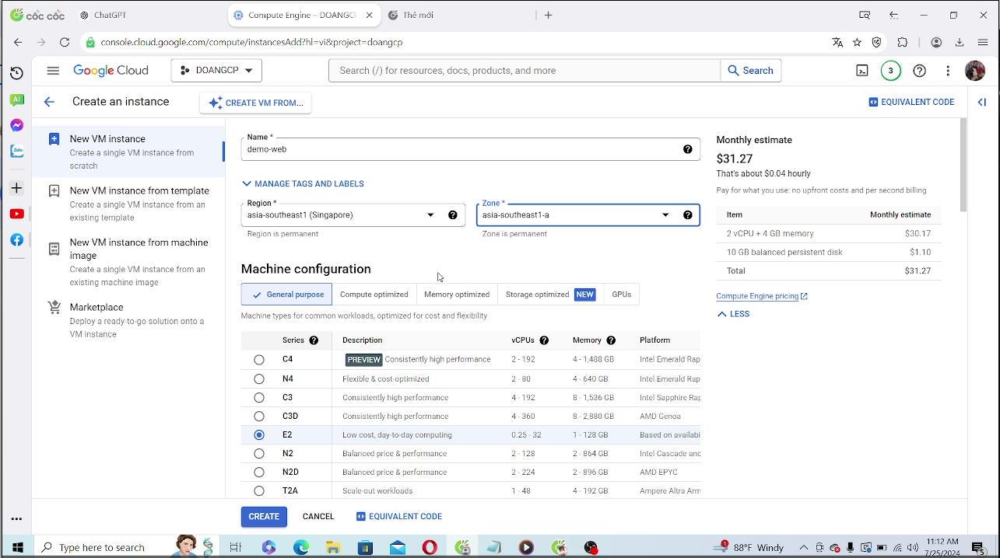 cốc cốc
ChatGPT
Compute Engine – DOANGC
Thẻ mới
console.cloud.google.com/compute/instancesAdd?hl=vi&project=doangcp
Google Cloud
DOANGCP
Search (/) for resources, docs, products, and more
Search
3
Create an instance
CREATE VM FROM...
EQUIVALENT CODE
AI
Zalo
New VM instance
Create a single VM instance from
scratch
New VM instance from template
Create a single VM instance from an
existing template
New VM instance from machine
image
Create a single VM instance from an
existing machine image
Marketplace
Deploy a ready-to-go solution onto a
VM instance
Name *
demo-web
MANAGE TAGS AND LABELS
Region *
asia-southeast1 (Singapore)
Region is permanent
Zone *
asia-southeast1-a
Zone is permanent
Machine configuration
General purpose
Compute optimized
Memory optimized
Storage optimized NEW
GPUs
Machine types for common workloads, optimized for cost and flexibility
Series Description vCPUs Memory Platform
C4 PREVIEW Consistently high performance 2 - 192 4 - 1,488 GB Intel Emerald Rap
N4 Flexible & cost-optimized 2 - 80 4 - 640 GB Intel Emerald Rap
C3 Consistently high performance 4 - 192 8 - 1,536 GB Intel Sapphire Rap
C3D Consistently high performance 4 - 360 8 - 2,880 GB AMD Genoa
E2 Low cost, day-to-day computing 0.25 - 32 1 - 128 GB Based on availabi
N2 Balanced price & performance 2 - 128 2 - 864 GB Intel Cascade and
N2D Balanced price & performance 2 - 224 2 - 896 GB AMD EPYC
T2A Scale-out workloads 1 - 48 4 - 192 GB Ampere Altra Arm
CREATE
CANCEL
EQUIVALENT CODE
Monthly estimate
$31.27
That's about $0.04 hourly
Pay for what you use: no upfront costs and per second billing
Item Monthly estimate
2 vCPU + 4 GB memory $30.17
10 GB balanced persistent disk $1.10
Total $31.27
Compute Engine pricing
LESS
Type here to search
1
88°F Windy
11:12 AM
7/25/2024
5